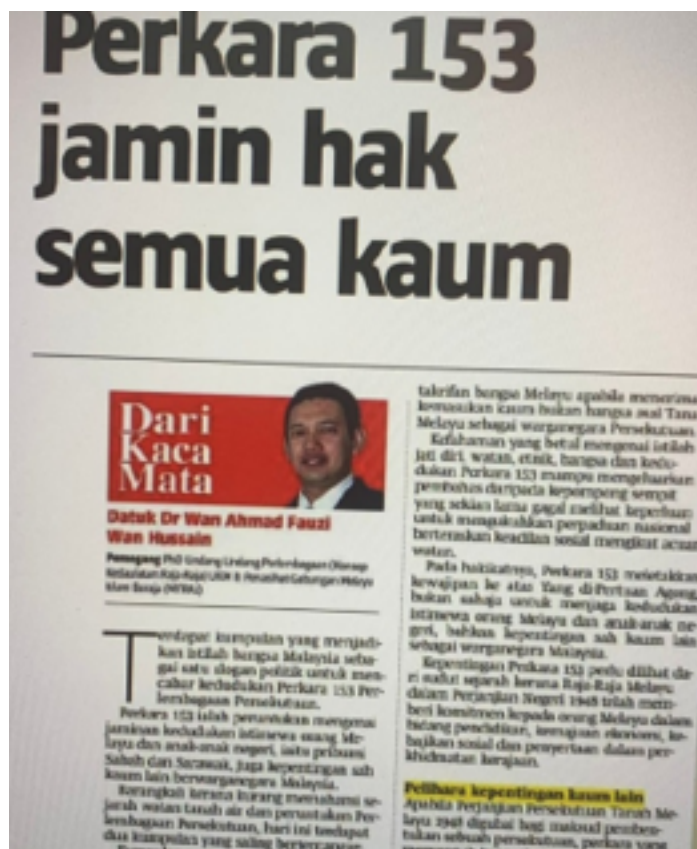 Perkara 153
jamin hak
semua kaum
Dari
Kaca
Mata
Datuk Dr Wan Ahmad Fauzi
Wan Hussain
Pemegang PhD Undang-Undang Perlembagaan
Terdapat kumpulan yang menjadi-
kan istilah bangsa Malaysia seba-
gai satu slogan politik untuk men-
cabar kedudukan Perkara 153 Per-
lembagaan Persekutuan.
Perkara 153 ialah peruntukan mengenai
jaminan kedudukan istimewa orang Me-
layu dan anak-anak negeri, iaitu pribumi
Sabah dan Sarawak, juga kepentingan sah
kaum lain berwarganegara Malaysia.
Barangkali kerana kurang memahami se-
jarah watan tanah air dan peruntukan Per-
lembagaan Persekutuan, hari ini terdapat
dua kumpulan yang saling bertentangan
takrifan bangsa Melayu apabila menerima
kemasukan kaum bukan bangsa asal Tana
Melayu sebagai warganegara Persekutuan
Kefahaman yang betul mengenai istilah
jati diri, watan, etnik, bangsa dan kedu-
dukan Perkara 153 mampu mengeluarkan
pembahas daripada kepompong sempit
yang sekian lama gagal melihat keperluan
untuk mengukuhkan perpaduan nasional
berteraskan keadilan sosial mengikut acuan
watan.
Pada hakikatnya, Perkara 153 meletakkan
kewajipan ke atas Yang di-Pertuan Agong
bukan sahaja untuk menjaga kedudukan
istimewa orang Melayu dan anak-anak ne-
geri, bahkan kepentingan sah kaum lain
sebagai warganegara Malaysia.
Kepentingan Perkara 153 perlu dilihat da-
ri sudut sejarah kerana Raja-Raja Melayu
dalam Perjanjian Negeri 1948 telah mem-
beri komitmen kepada orang Melayu dalam
bidang pendidikan, kemajuan ekonomi, ke-
bajikan sosial dan penyertaan dalam per-
khidmatan kerajaan.
Pelihara kepentingan kaum lain
Apabila Perjanjian Persekutuan Tanah Me-
layu 1948 digubal bagi maksud pemben-
tukan sebuah persekutuan, perkara yang